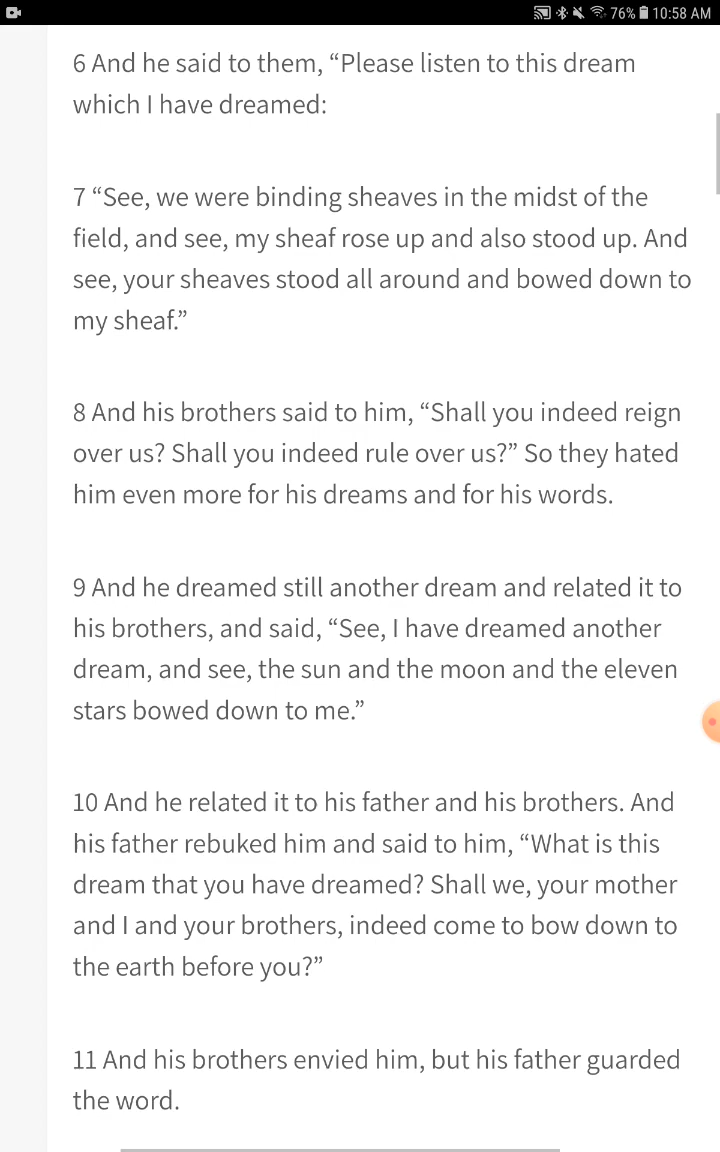 76% 10:58 AM
6 And he said to them, “Please listen to this dream
which I have dreamed:
7 “See, we were binding sheaves in the midst of the
field, and see, my sheaf rose up and also stood up. And
see, your sheaves stood all around and bowed down to
my sheaf.”
8 And his brothers said to him, “Shall you indeed reign
over us? Shall you indeed rule over us?” So they hated
him even more for his dreams and for his words.
9 And he dreamed still another dream and related it to
his brothers, and said, “See, I have dreamed another
dream, and see, the sun and the moon and the eleven
stars bowed down to me.”
10 And he related it to his father and his brothers. And
his father rebuked him and said to him, “What is this
dream that you have dreamed? Shall we, your mother
and I and your brothers, indeed come to bow down to
the earth before you?”
11 And his brothers envied him, but his father guarded
the word.